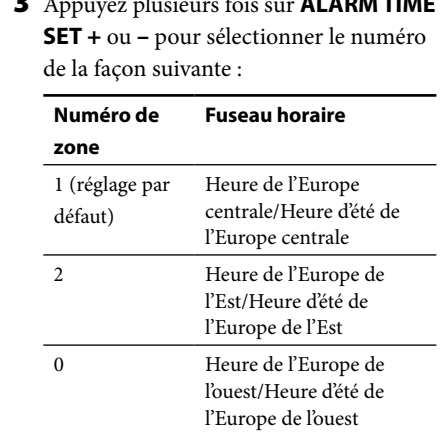 3 Appuyez plusieurs fois sur ALARM TIME
SET + ou – pour sélectionner le numéro
de la façon suivante :
Numéro de zone
Fuseau horaire
1 (réglage par défaut)
Heure de l'Europe
centrale/Heure d'été de
l'Europe centrale
2
Heure de l'Europe de
l'Est/Heure d'été de
l'Europe de l'Est
0
Heure de l'Europe de
l'ouest/Heure d'été de
l'Europe de l'ouest